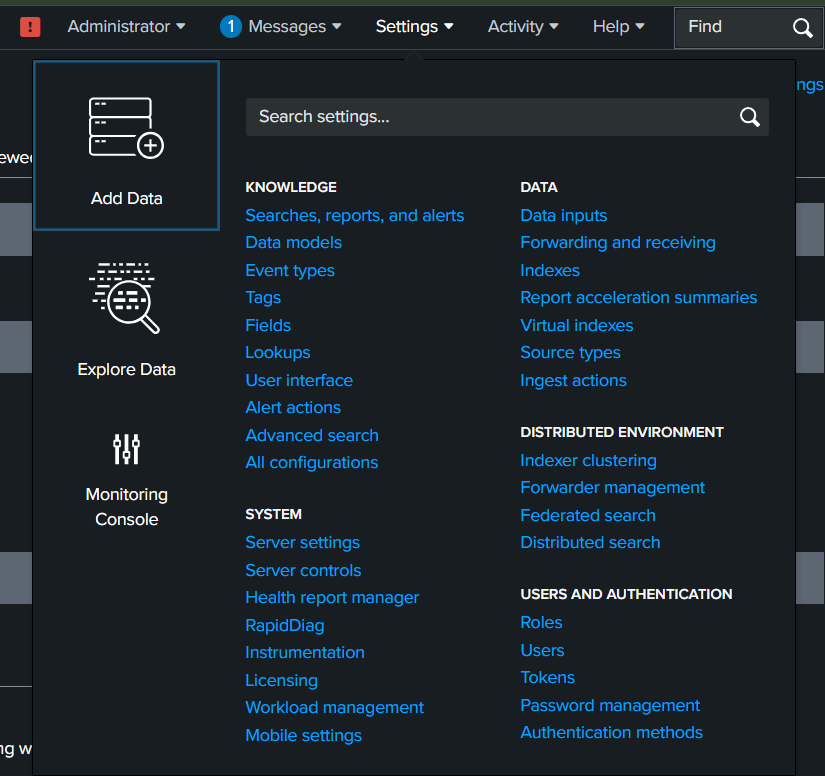 Administrator
1 Messages
Settings
Activity
Help
Find
ngs
Add Data
Explore Data
Monitoring
Console
Search settings...
KNOWLEDGE
Searches, reports, and alerts
Data models
Event types
Tags
Fields
Lookups
User interface
Alert actions
Advanced search
All configurations
SYSTEM
Server settings
Server controls
Health report manager
RapidDiag
Instrumentation
Licensing
Workload management
Mobile settings
DATA
Data inputs
Forwarding and receiving
Indexes
Report acceleration summaries
Virtual indexes
Source types
Ingest actions
DISTRIBUTED ENVIRONMENT
Indexer clustering
Forwarder management
Federated search
Distributed search
USERS AND AUTHENTICATION
Roles
Users
Tokens
Password management
Authentication methods
ng w